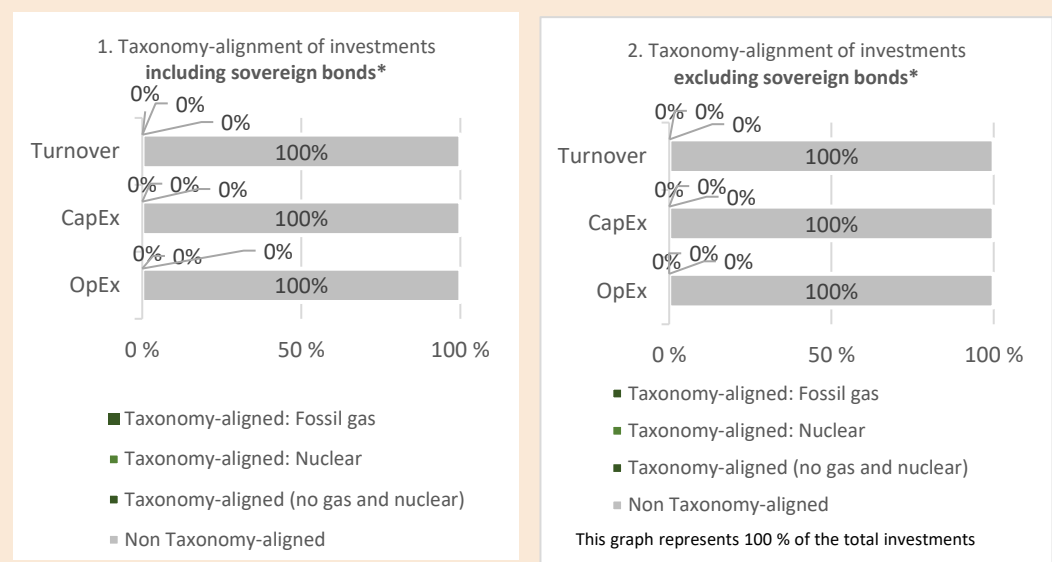 1. Taxonomy-alignment of investments
including sovereign bonds*
0%
0%
0%
Turnover
100%
0%
0%
0%
CapEx
100%
0%
0%
0%
OpEx
100%
0 %
50 %
100 %
Taxonomy-aligned: Fossil gas
Taxonomy-aligned: Nuclear
Taxonomy-aligned (no gas and nuclear)
Non Taxonomy-aligned
2. Taxonomy-alignment of investments
excluding sovereign bonds*
0%
0%
0%
Turnover
100%
0%
0%
0%
CapEx
100%
0%
0%
0%
OpEx
100%
0 %
50 %
100 %
Taxonomy-aligned: Fossil gas
Taxonomy-aligned: Nuclear
Taxonomy-aligned (no gas and nuclear)
Non Taxonomy-aligned
This graph represents 100 % of the total investments